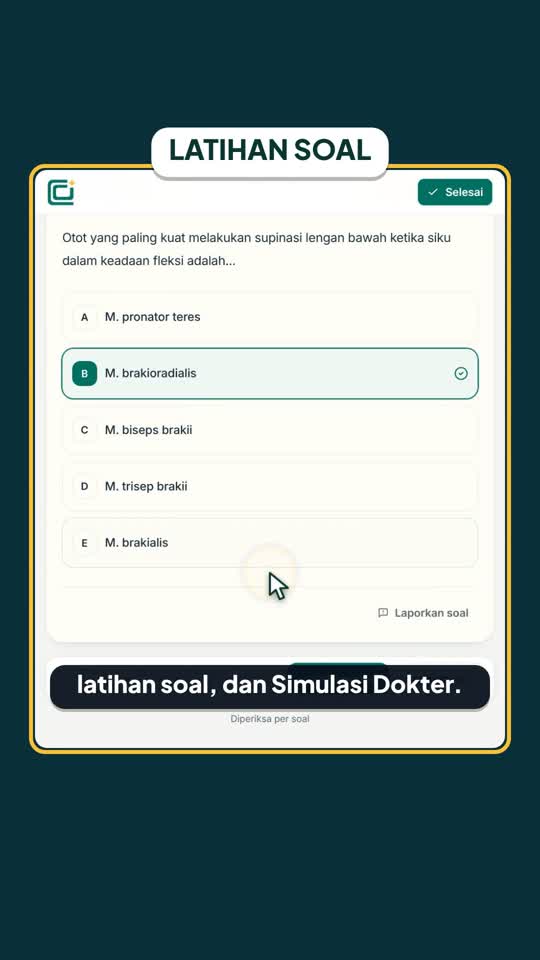 LATIHAN SOAL
Selesai
Otot yang paling kuat melakukan supinasi lengan bawah ketika siku
dalam keadaan fleksi adalah...
A M. pronator teres
B M. brakioradialis
C M. biseps brakii
D M. trisep brakii
E M. brakialis
Laporkan soal
latihan soal, dan Simulasi Dokter.
Diperiksa per soal